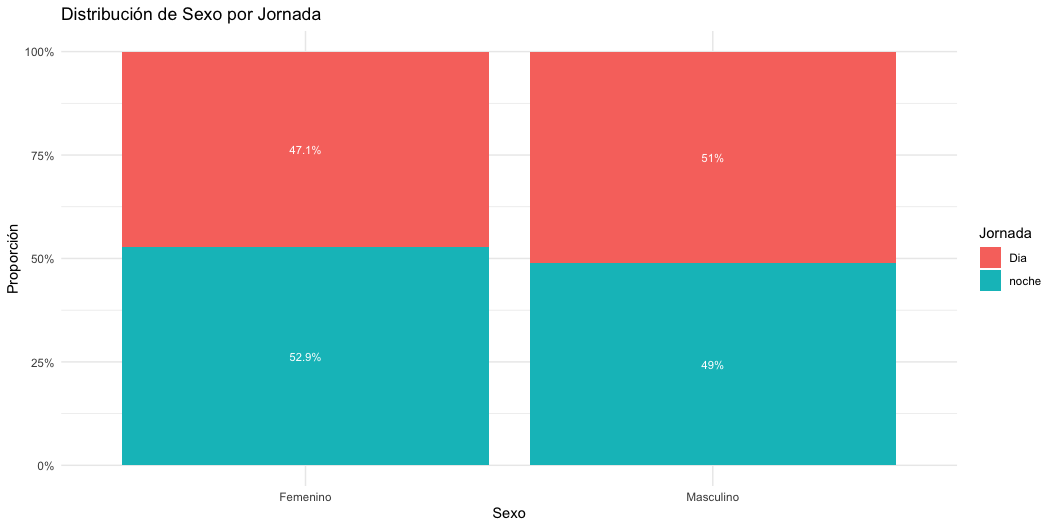 Distribución de Sexo por Jornada
Proporción
100%
75%
50%
25%
0%
47.1%
51%
52.9%
49%
Femenino
Masculino
Sexo
Jornada
Dia
noche